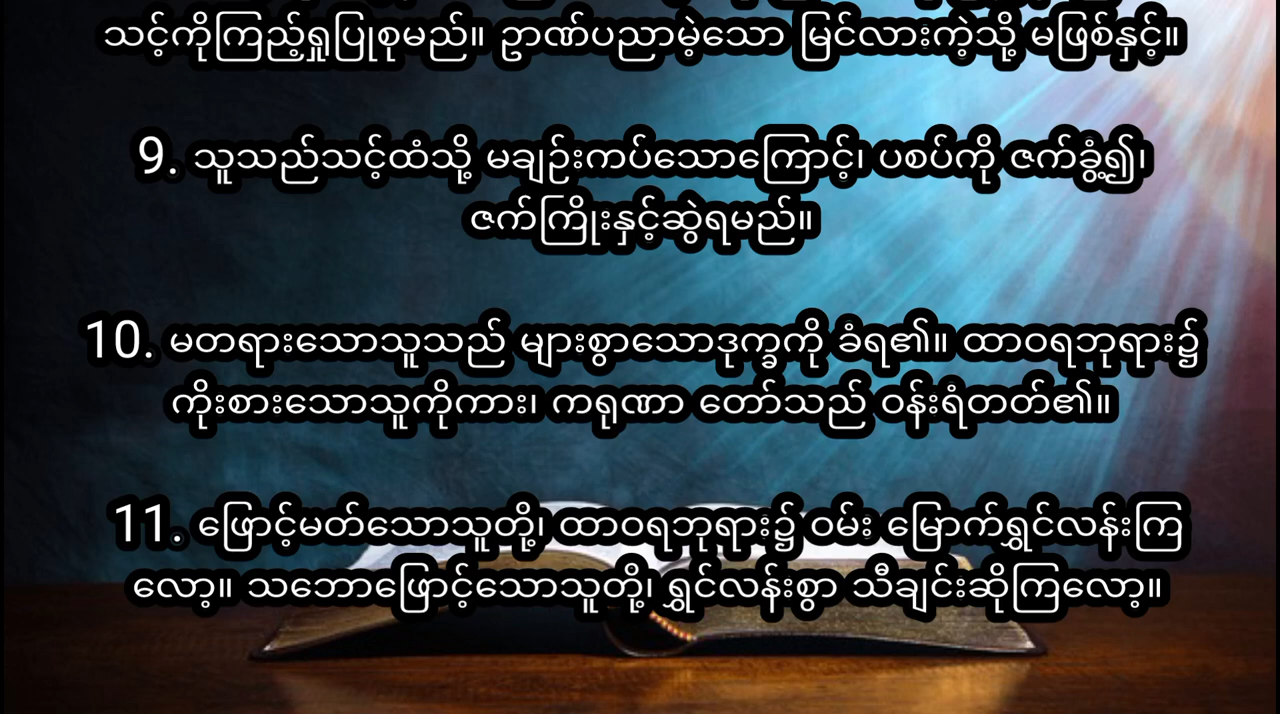 သင့်ကိုကြည့်ရှုပြုစုမည်။ ဥာဏ်ပညာမဲ့သော မြင်လားကဲ့သို့ မဖြစ်နှင့်။
9. သူသည်သင့်ထံသို့ မချဉ်းကပ်သောကြောင့်၊ ပစပ်ကို ဇက်ခွံ့၍၊
ဇက်ကြိုးနှင့်ဆွဲရမည်။
10. မတရားသောသူသည် များစွာသောဒုက္ခကို ခံရ၏။ ထာဝရဘုရား၌
ကိုးစားသောသူကိုကား၊ ကရုဏာ တော်သည် ဝန်းရံတတ်၏။
11. ဖြောင့်မတ်သောသူတို့၊ ထာဝရဘုရား၌ ဝမ်း မြောက်ရွှင်လန်းကြ
လော့။ သဘောဖြောင့်သောသူတို့၊ ရွှင်လန်းစွာ သီချင်းဆိုကြလော့။